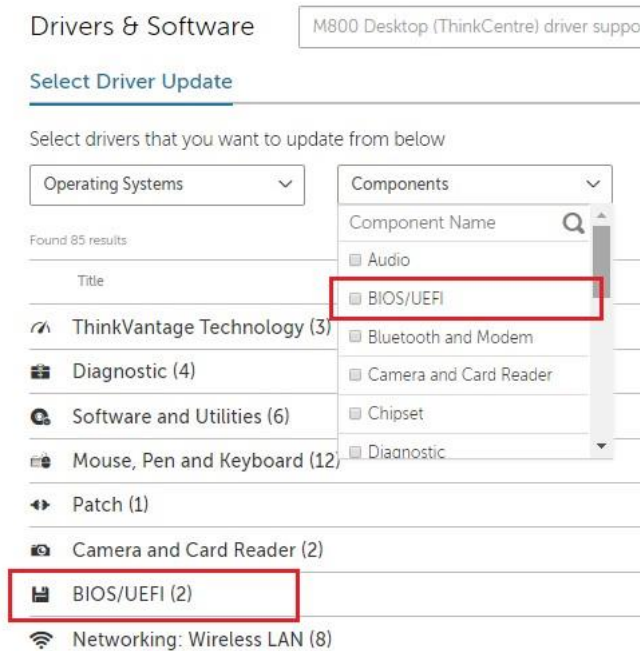 Drivers & Software
M800 Desktop (ThinkCentre) driver suppo
Select Driver Update
Select drivers that you want to update from below
Operating Systems
Components
Found 85 results
Component Name
Title
Audio
BIOS/UEFI
Bluetooth and Modem
Camera and Card Reader
Chipset
Diagnostic
ThinkVantage Technology (3)
Diagnostic (4)
Software and Utilities (6)
Mouse, Pen and Keyboard (12)
Patch (1)
Camera and Card Reader (2)
BIOS/UEFI (2)
Networking: Wireless LAN (8)